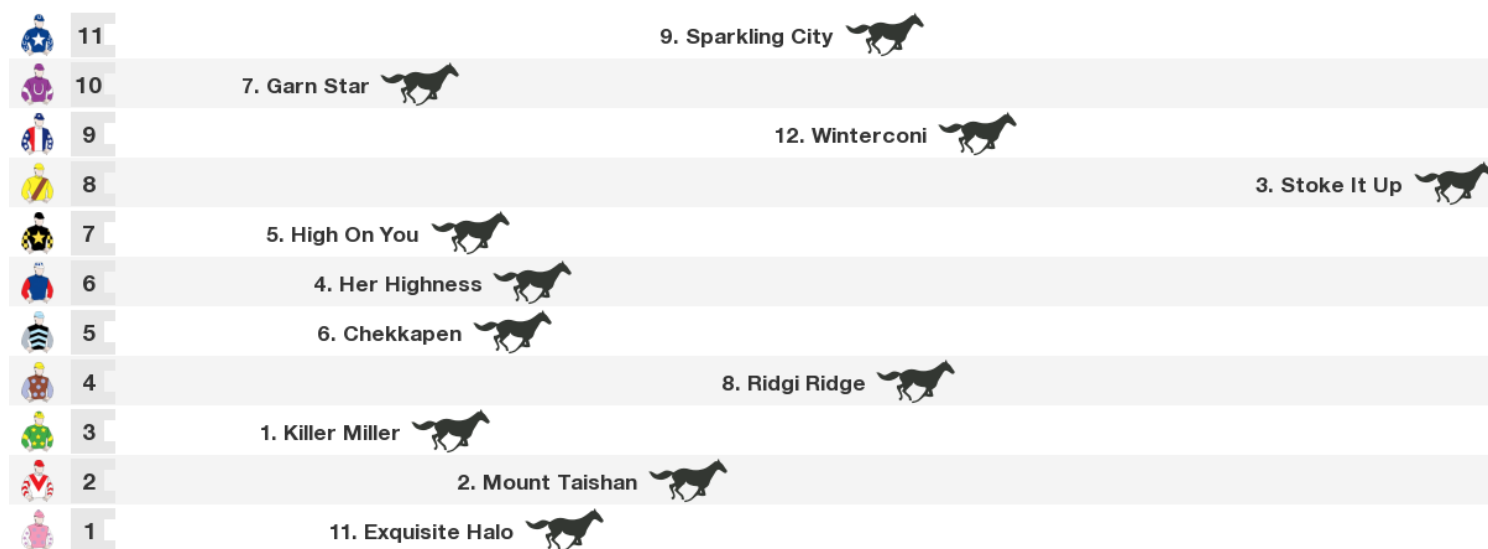 11 9. Sparkling City
10 7. Garn Star
9 12. Winterconi
8 3. Stoke It Up
7 5. High On You
6 4. Her Highness
5 6. Chekkapen
4 8. Ridgi Ridge
3 1. Killer Miller
2 2. Mount Taishan
1 11. Exquisite Halo